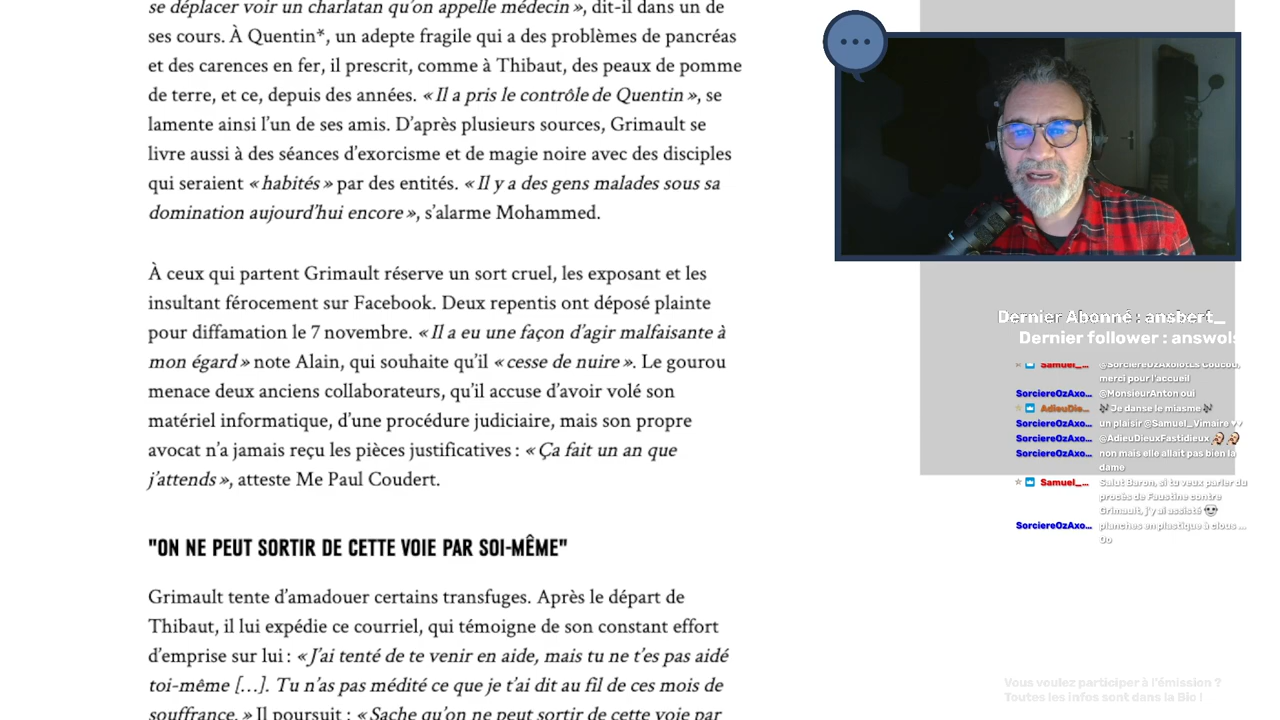 se déplacer voir un charlatan qu’on appelle médecin », dit-il dans un de
ses cours. À Quentin*, un adepte fragile qui a des problèmes de pancréas
et des carences en fer, il prescrit, comme à Thibaut, des peaux de pomme
de terre, et ce, depuis des années. « Il a pris le contrôle de Quentin », se
lamente ainsi l’un de ses amis. D’après plusieurs sources, Grimault se
livre aussi à des séances d’exorcisme et de magie noire avec des disciples
qui seraient « habités » par des entités. « Il y a des gens malades sous sa
domination aujourd’hui encore », s’alarme Mohammed.
À ceux qui partent Grimault réserve un sort cruel, les exposant et les
insultant férocement sur Facebook. Deux repentis ont déposé plainte
pour diffamation le 7 novembre. « Il a eu une façon d’agir malfaisante à
mon égard » note Alain, qui souhaite qu’il « cesse de nuire ». Le gourou
menace deux anciens collaborateurs, qu’il accuse d’avoir volé son
matériel informatique, d’une procédure judiciaire, mais son propre
avocat n’a jamais reçu les pièces justificatives : « Ça fait un an que
j’attends », atteste Me Paul Coudert.
"ON NE PEUT SORTIR DE CETTE VOIE PAR SOI-MÊME"
Grimault tente d’amadouer certains transfuges. Après le départ de
Thibaut, il lui expédie ce courriel, qui témoigne de son constant effort
d’emprise sur lui : « J’ai tenté de te venir en aide, mais tu ne t’es pas aidé
toi-même […]. Tu n’as pas médité ce que je t’ai dit au fil de ces mois de
souffrance. » Il poursuit : « Sache qu’on ne peut sortir de cette voie par
Dernier Abonné : ansbert_
Dernier follower : answols
Samuel_... @SorciereOzAxolotls Coucou,
merci pour l'accueil
SorciereOzAxo... @MonsieurAnton oui
AdieuDie... Je danse le miasme
SorciereOzAxo... un plaisir @Samuel_Vimaire
SorciereOzAxo... @AdieuDieuxFastidieux
SorciereOzAxo... non mais elle allait pas bien la
dame
Samuel_... Salut Baron, si tu veux parler du
procès de Faustine contre
Grimault, j'y ai assisté
SorciereOzAxo... planches en plastique à clous ...
Oo
Vous voulez participer à l'émission ?
Toutes les infos sont dans la Bio !